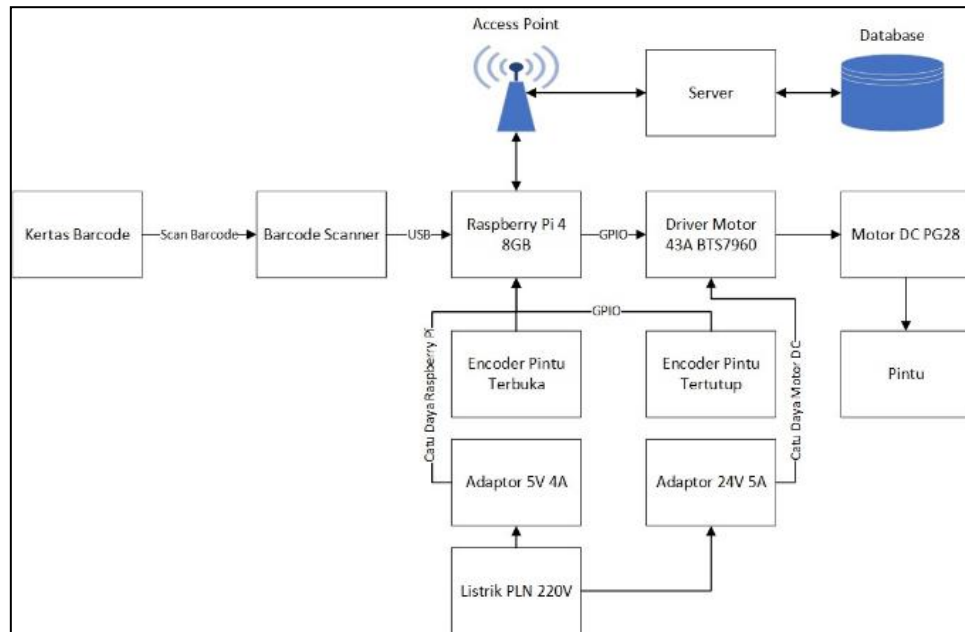 Access Point
Database
Server
Kertas Barcode
Scan Barcode
Barcode Scanner
USB
Raspberry Pi 4
8GB
GPIO
Driver Motor
43A BTS7960
Motor DC PG28
GPIO
Catu Daya Raspberry Pi
Encoder Pintu
Terbuka
Encoder Pintu
Tertutup
Catu Daya Motor DC
Pintu
Adaptor 5V 4A
Adaptor 24V 5A
Listrik PLN 220V